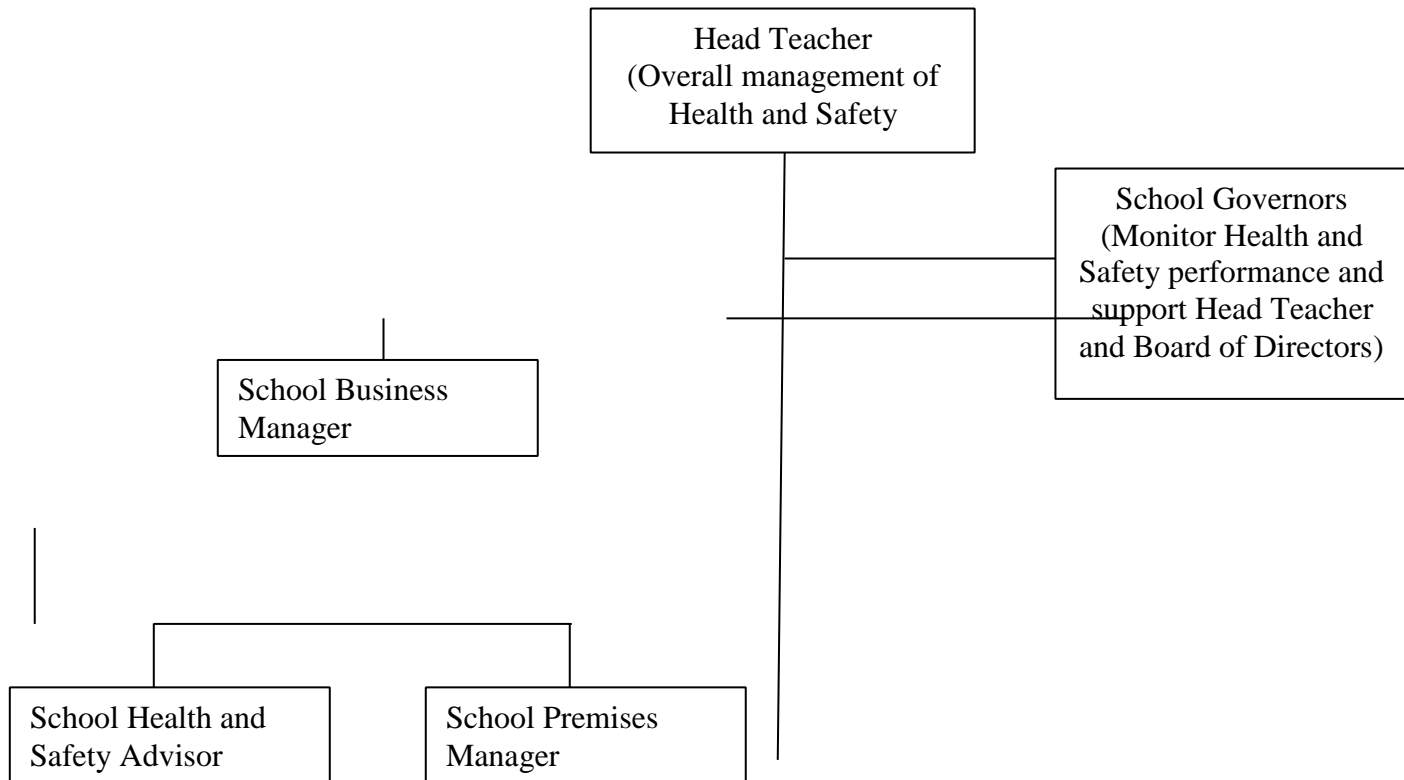 Head Teacher
(Overall management of
Health and Safety
School Governors
(Monitor Health and
Safety performance and
support Head Teacher
and Board of Directors)
School Business
Manager
School Health and
Safety Advisor
School Premises
Manager